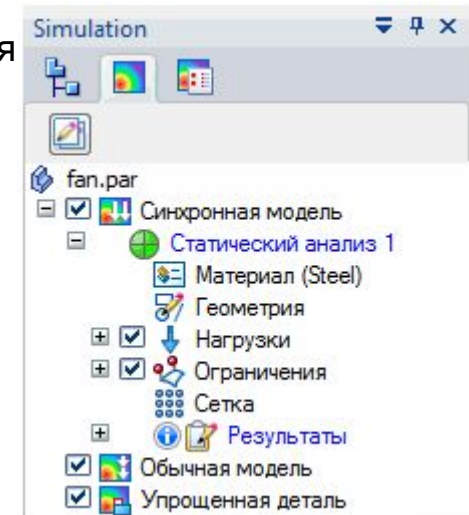 я
Simulation
fan.par
Синхронная модель
Статический анализ 1
Материал (Steel)
Геометрия
Нагрузки
Ограничения
Сетка
Результаты
Обычная модель
Упрощенная деталь